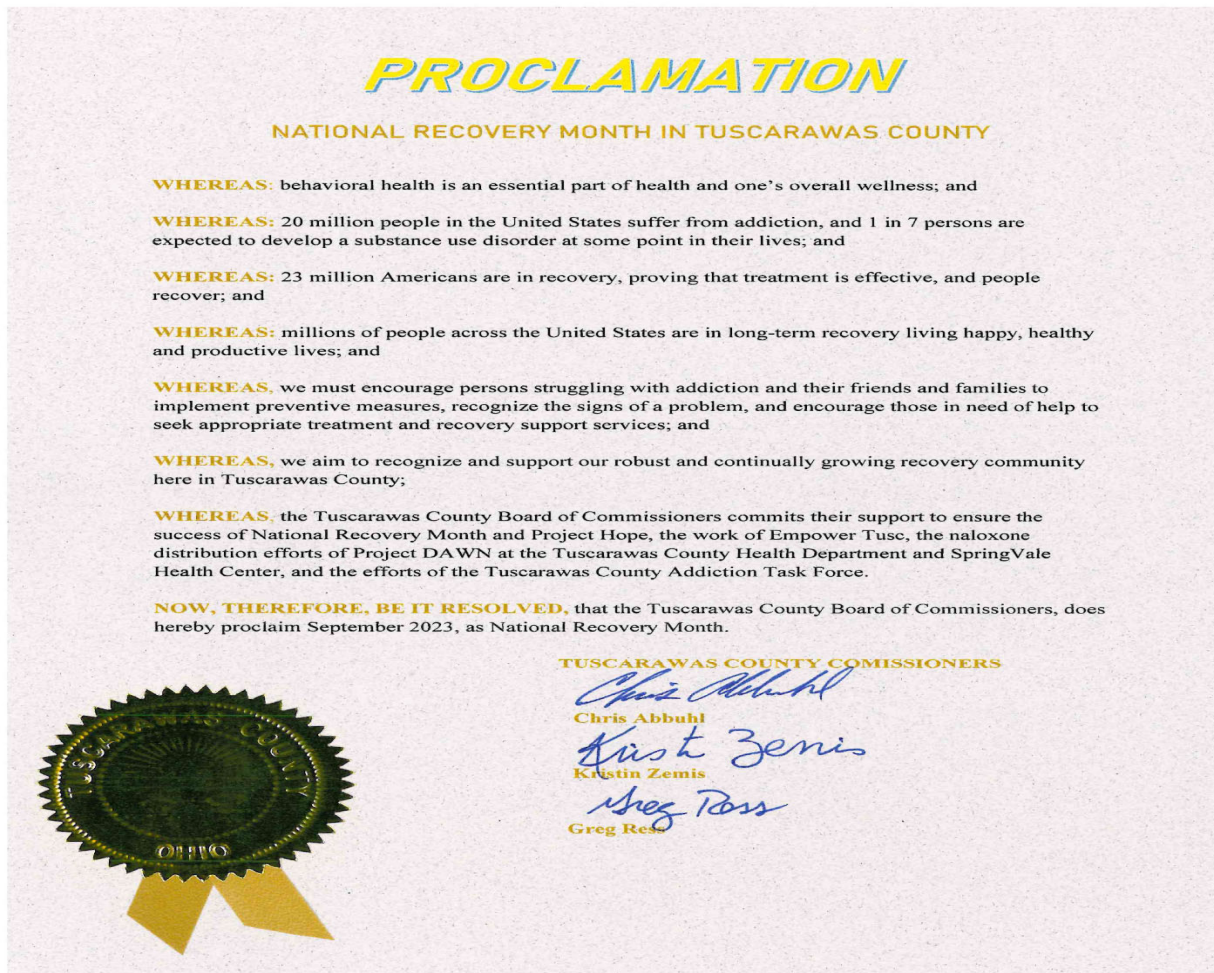 PROCLAMATION
NATIONAL RECOVERY MONTH IN TUSCARAWAS COUNTY
WHEREAS: behavioral health is an essential part of health and one's overall wellness; and
WHEREAS: 20 million people in the United States suffer from addiction, and 1 in 7 persons are
expected to develop a substance use disorder at some point in their lives; and
WHEREAS: 23 million Americans are in recovery, proving that treatment is effective, and people
recover; and
WHEREAS: millions of people across the United States are in long-term recovery living happy, healthy
and productive lives; and
WHEREAS, we must encourage persons struggling with addiction and their friends and families to
implement preventive measures, recognize the signs of a problem, and encourage those in need of help to
seek appropriate treatment and recovery support services; and
WHEREAS, we aim to recognize and support our robust and continually growing recovery community
here in Tuscarawas County;
WHEREAS, the Tuscarawas County Board of Commissioners commits their support to ensure the
success of National Recovery Month and Project Hope, the work of Empower Tusc, the naloxone
distribution efforts of Project DAWN at the Tuscarawas County Health Department and SpringVale
Health Center, and the efforts of the Tuscarawas County Addiction Task Force.
NOW, THEREFORE, BE IT RESOLVED, that the Tuscarawas County Board of Commissioners, does
hereby proclaim September 2023, as National Recovery Month.
TUSCARAWAS COUNTY COMISSIONERS
Chris Abbuhl
Chris Abbuhl
Kristin Zemis
Kristin Zemis
Greg Ress
Greg Ress
TUSCARAWAS COUNTY
OHIO